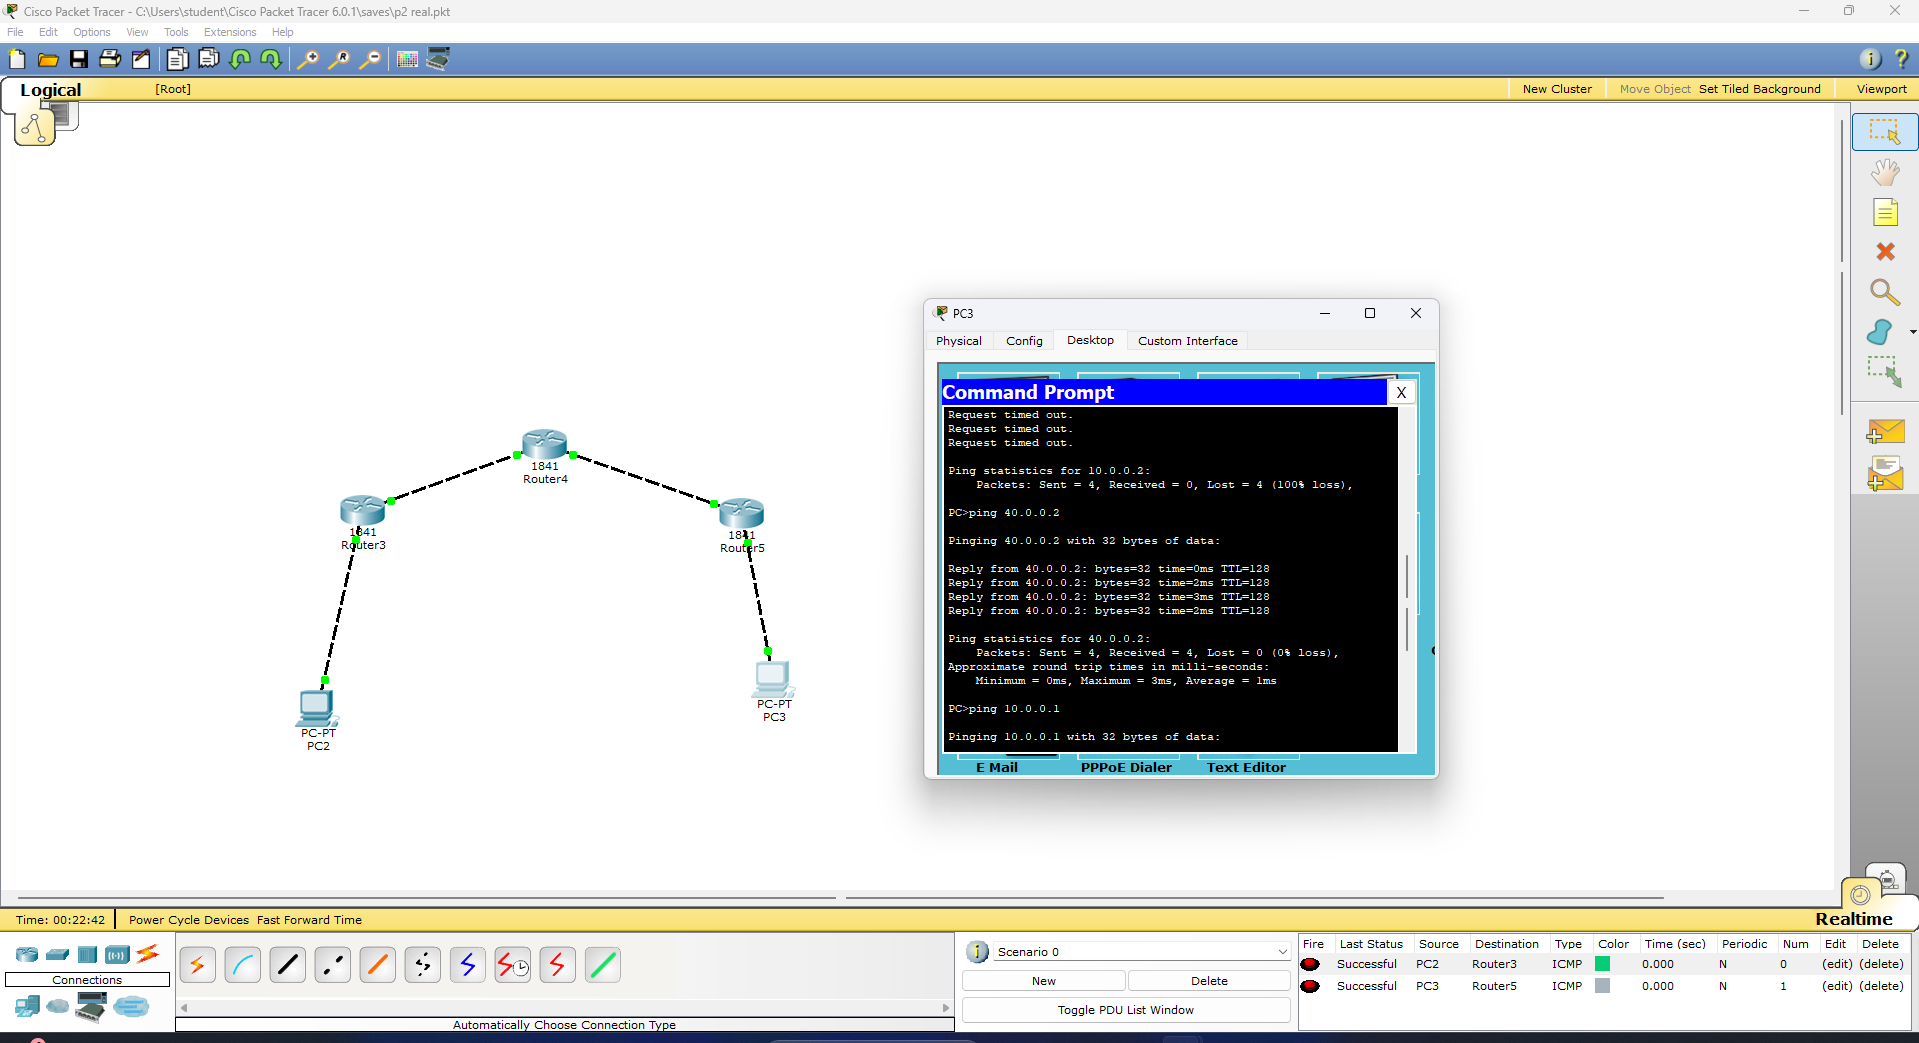 Cisco Packet Tracer - C:\Users\student\Cisco Packet Tracer 6.0.1\saves\p2 real.pkt
File Edit Options View Tools Extensions Help
Logical [Root] New Cluster Move Object Set Tiled Background Viewport
1841
Router4
1841
Router3
1841
Router5
PC-PT
PC2
PC-PT
PC3
PC3
Physical Config Desktop Custom Interface
Command Prompt X
Request timed out.
Request timed out.
Request timed out.
Ping statistics for 10.0.0.2:
Packets: Sent = 4, Received = 0, Lost = 4 (100% loss),
PC>ping 40.0.0.2
Pinging 40.0.0.2 with 32 bytes of data:
Reply from 40.0.0.2: bytes=32 time=0ms TTL=128
Reply from 40.0.0.2: bytes=32 time=2ms TTL=128
Reply from 40.0.0.2: bytes=32 time=3ms TTL=128
Reply from 40.0.0.2: bytes=32 time=2ms TTL=128
Ping statistics for 40.0.0.2:
Packets: Sent = 4, Received = 4, Lost = 0 (0% loss),
Approximate round trip times in milli-seconds:
Minimum = 0ms, Maximum = 3ms, Average = 1ms
PC>ping 10.0.0.1
Pinging 10.0.0.1 with 32 bytes of data:
E Mail PPPoE Dialer Text Editor
Time: 00:22:42 Power Cycle Devices Fast Forward Time Realtime
Connections
Automatically Choose Connection Type
Scenario 0
New Delete
Toggle PDU List Window
Fire Last Status Source Destination Type Color Time (sec) Periodic Num Edit Delete
Successful PC2 Router3 ICMP 0.000 N 0 (edit) (delete)
Successful PC3 Router5 ICMP 0.000 N 1 (edit) (delete)